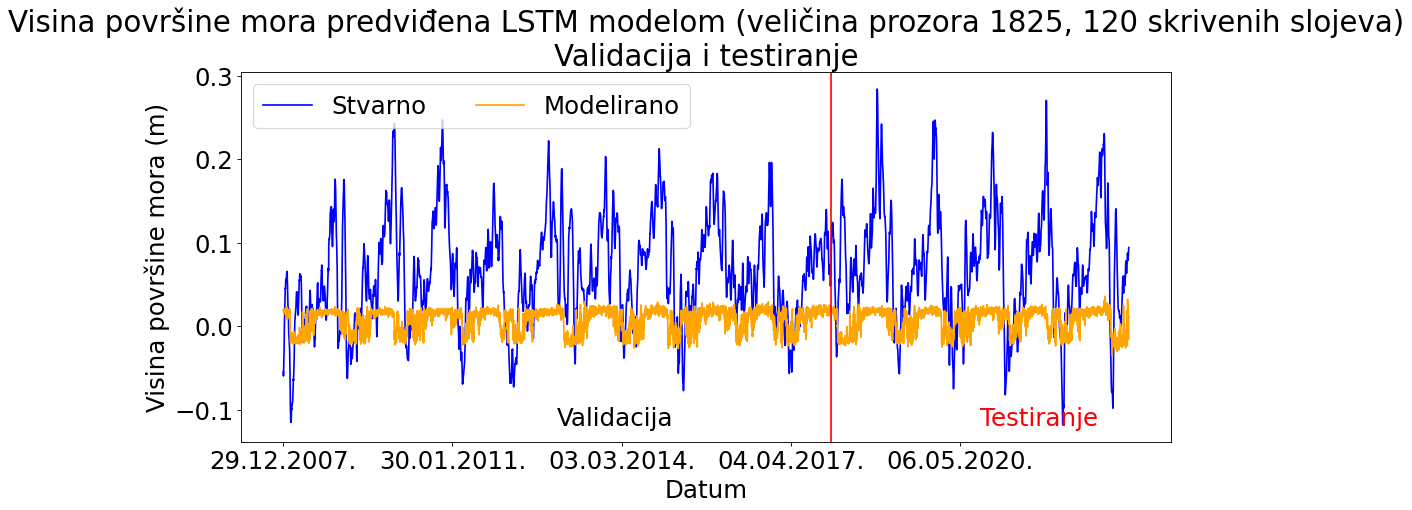 Visina površine mora predviđena LSTM modelom (veličina prozora 1825, 120 skrivenih slojeva)
Validacija i testiranje
Stvarno
Modelirano
Visina površine mora (m)
0.3
0.2
0.1
0.0
−0.1
Validacija
Testiranje
29.12.2007.
30.01.2011.
03.03.2014.
04.04.2017.
06.05.2020.
Datum